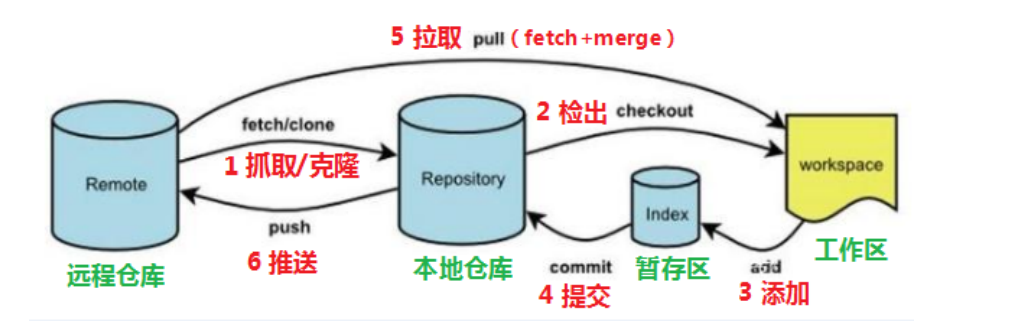 5 拉取 pull（fetch+merge）
2 检出 checkout
fetch/clone
1 抓取/克隆
workspace
Remote
Repository
Index
push
工作区
6 推送
远程仓库
本地仓库
commit
暂存区
add
4 提交
3 添加